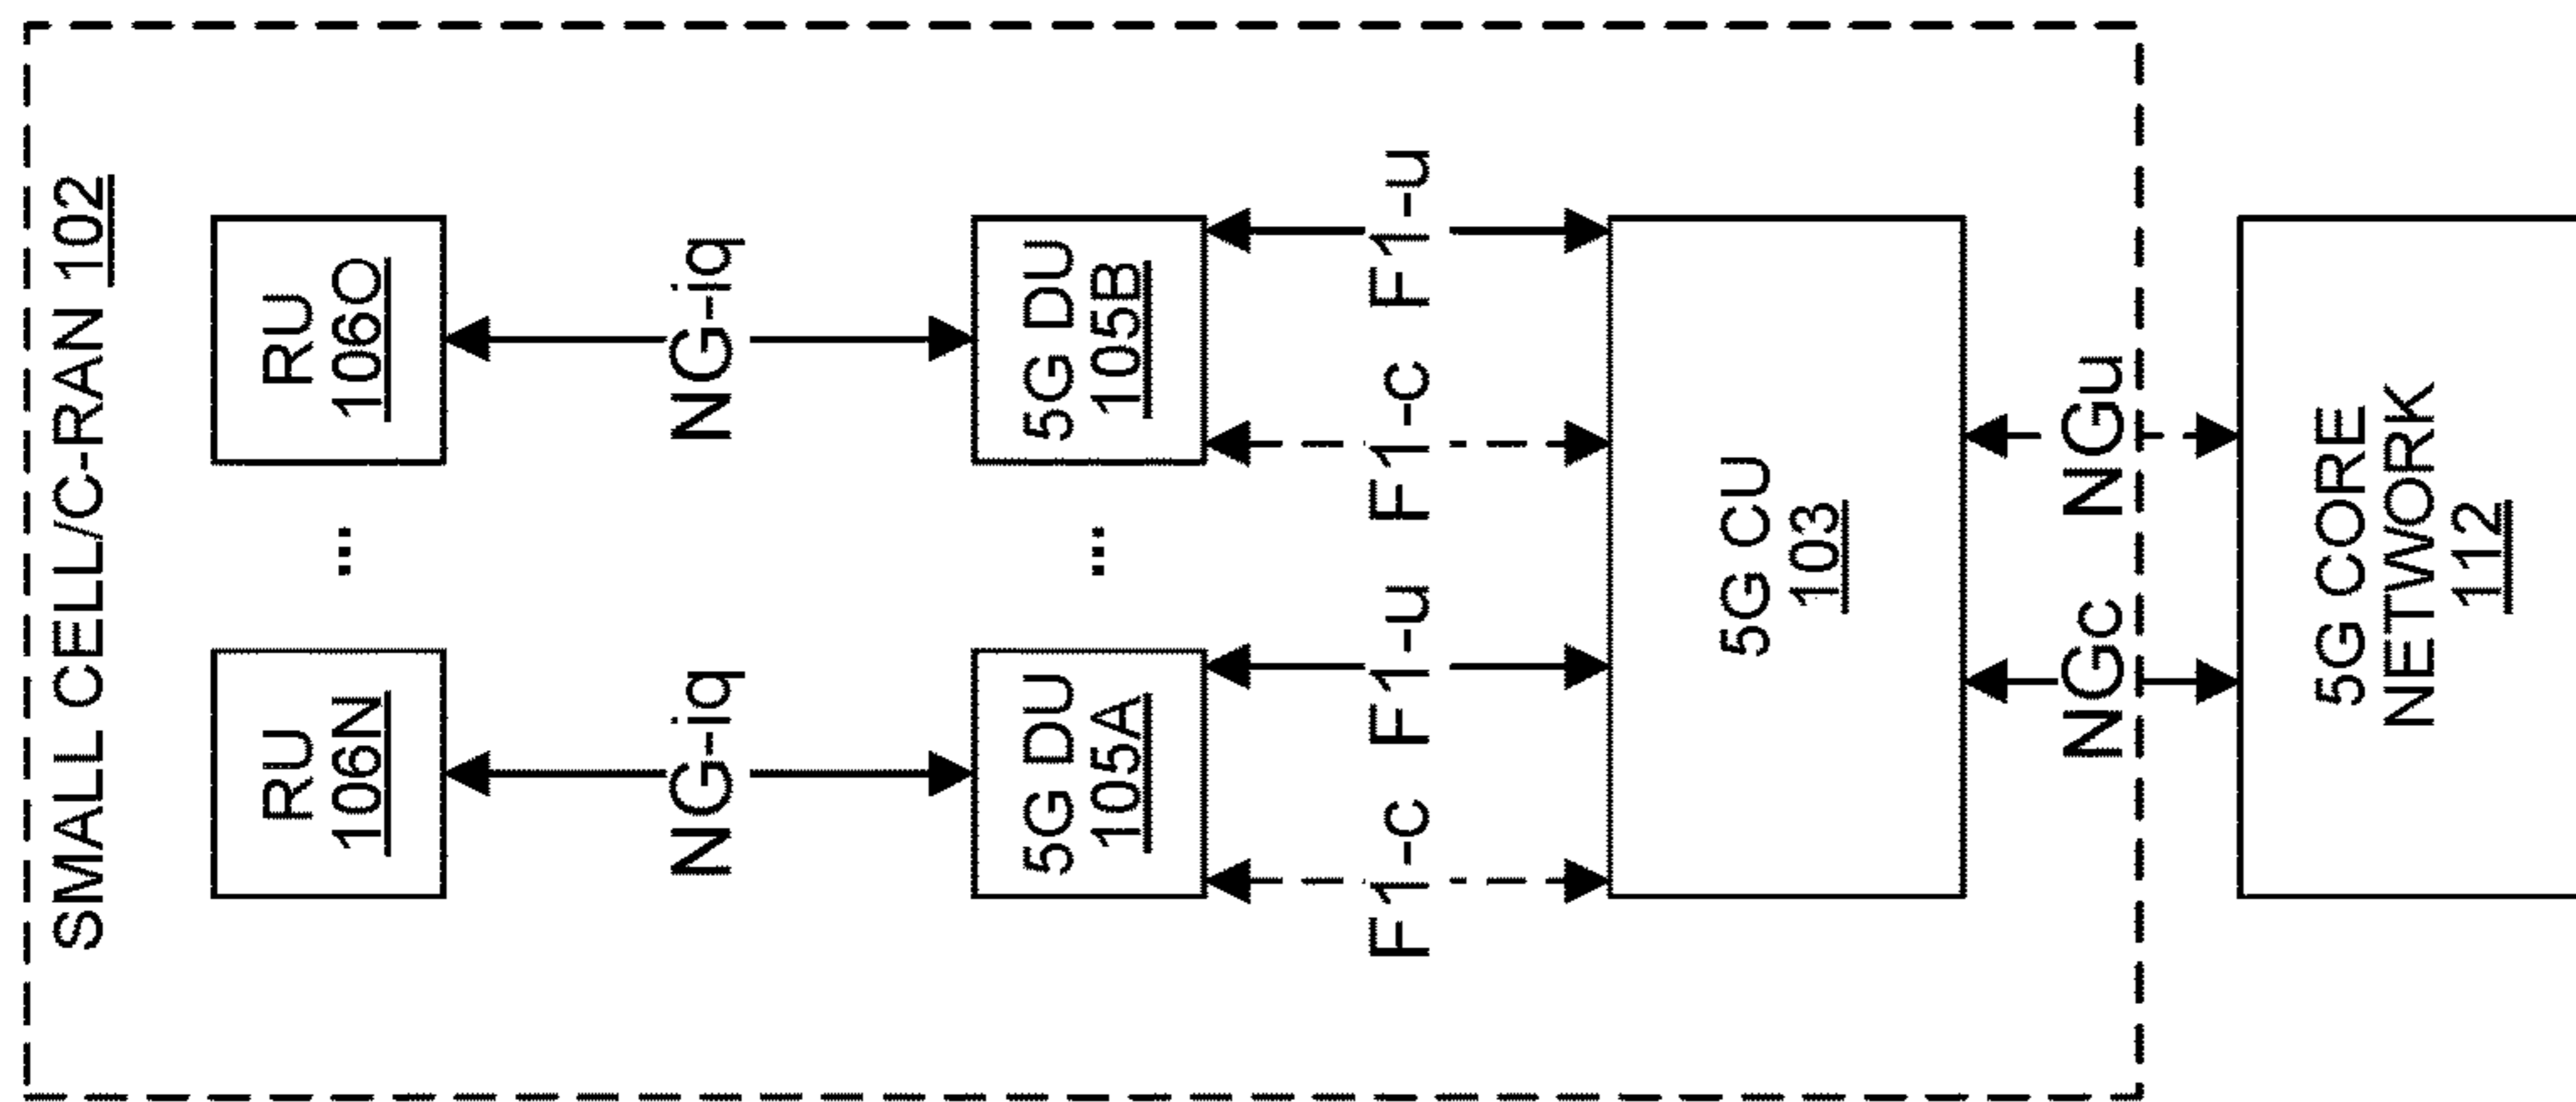 SMALL CELL/C-RAN 102
RU
106N
...
RU
106O
NG-iq
NG-iq
5G DU
105A
...
5G DU
105B
F1-c
F1-u
F1-c
F1-u
5G CU
103
NGc
NGu
5G CORE
NETWORK
112